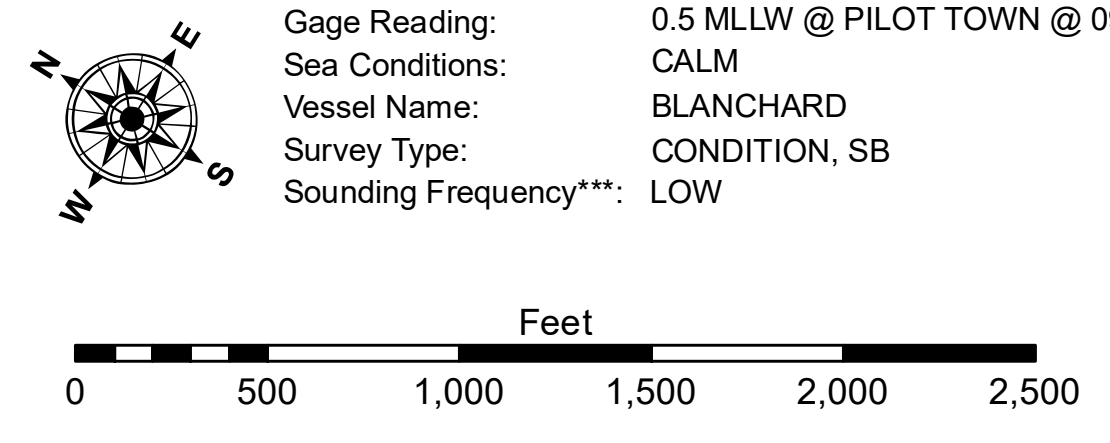 N
E
S
W
Gage Reading: 0.5 MLLW @ PILOT TOWN @
Sea Conditions: CALM
Vessel Name: BLANCHARD
Survey Type: CONDITION, SB
Sounding Frequency***: LOW
Feet
0 500 1,000 1,500 2,000 2,500